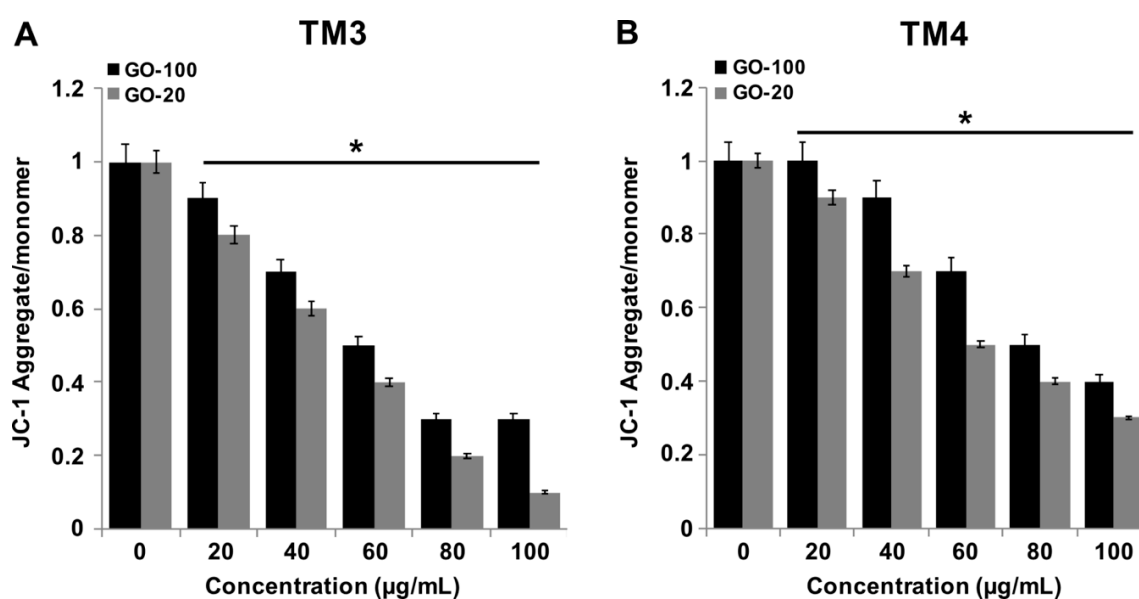 A
TM3
GO-100
GO-20
1.2
1
0.8
0.6
0.4
0.2
0
JC-1 Aggregate/monomer
*
0 20 40 60 80 100
Concentration (µg/mL)
B
TM4
GO-100
GO-20
1.2
1
0.8
0.6
0.4
0.2
0
JC-1 Aggregate/monomer
*
0 20 40 60 80 100
Concentration (µg/mL)